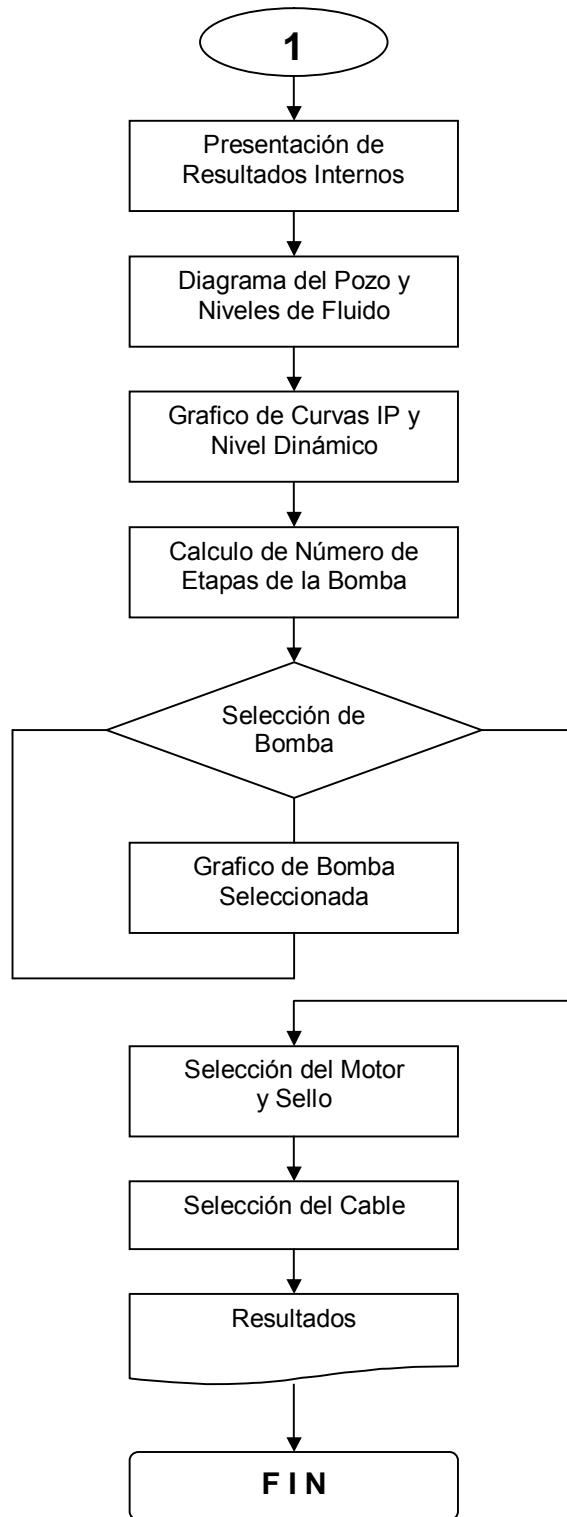 1
Presentación de
Resultados Internos
Diagrama del Pozo y
Niveles de Fluido
Grafico de Curvas IP y
Nivel Dinámico
Calculo de Número de
Etapas de la Bomba
Selección de
Bomba
Grafico de Bomba
Seleccionada
Selección del Motor
y Sello
Selección del Cable
Resultados
F I N